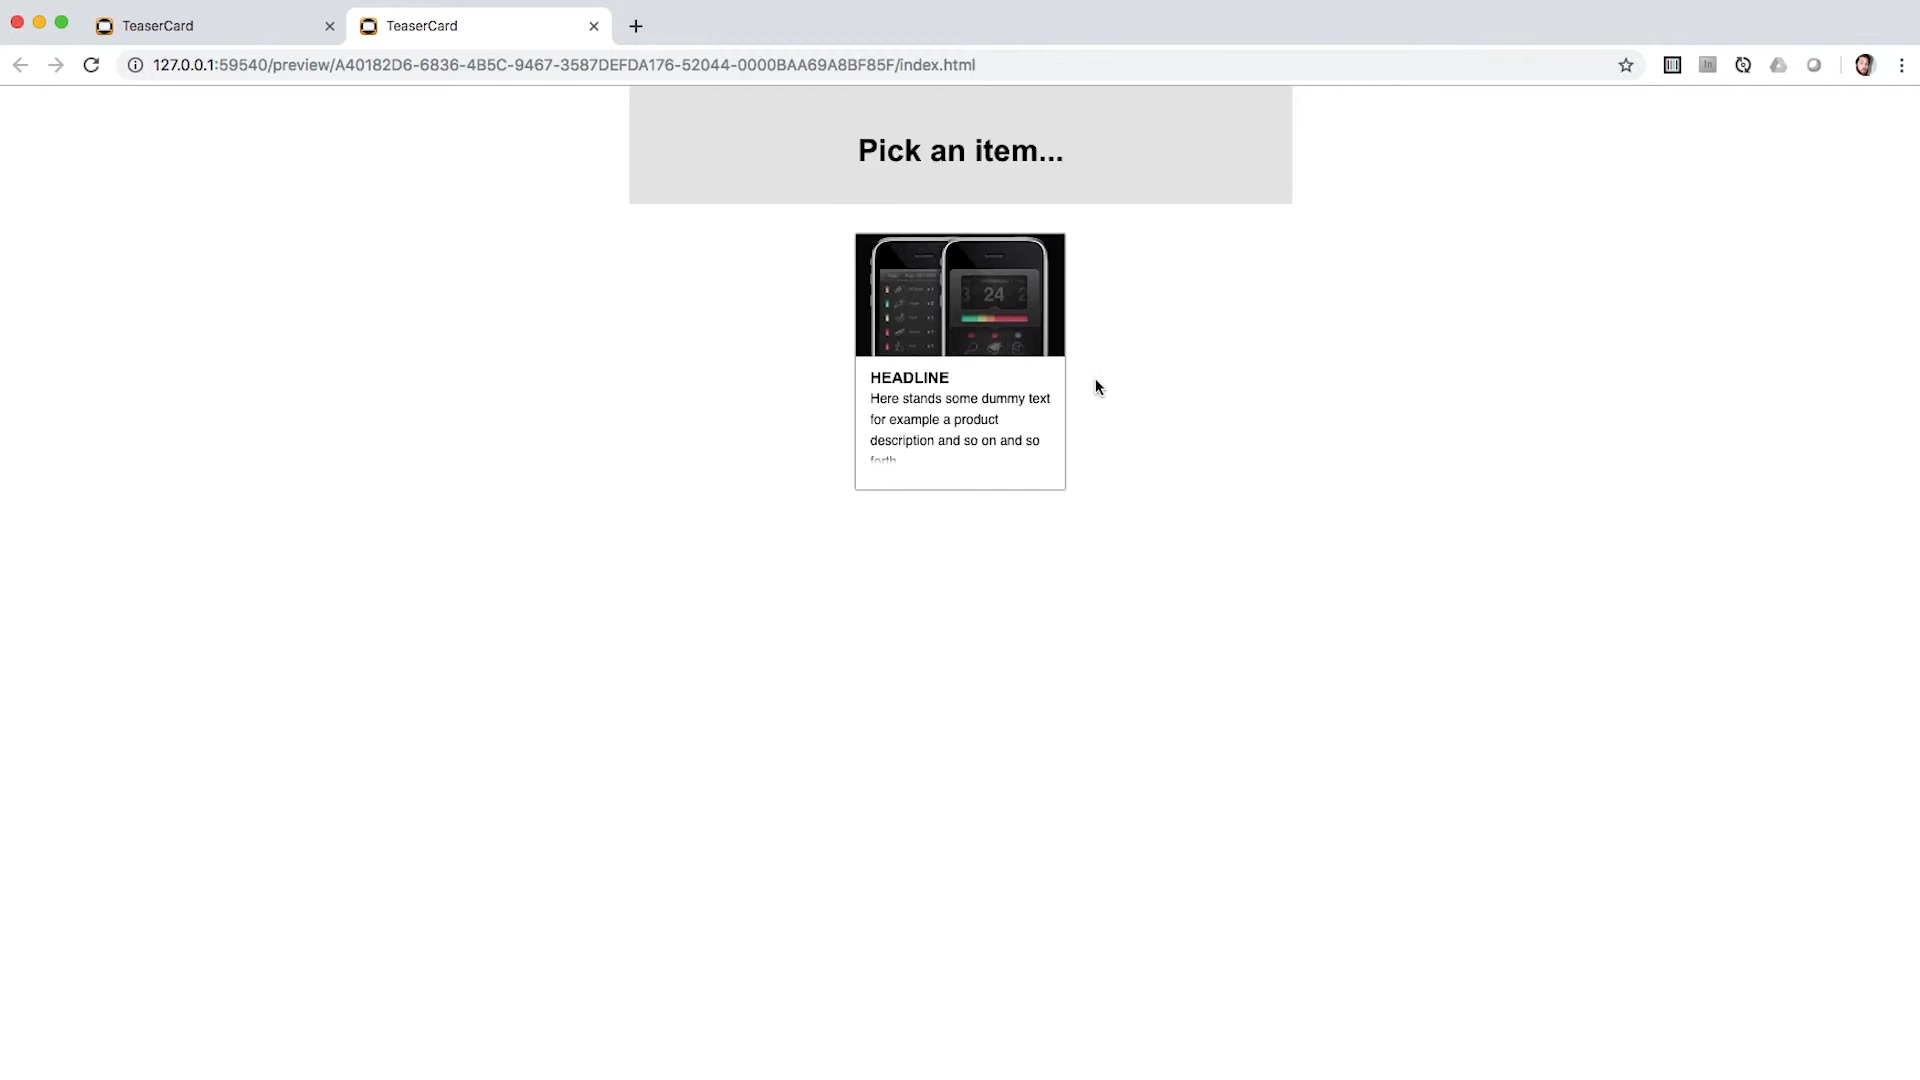 TeaserCard
TeaserCard
127.0.0.1:59540/preview/A40182D6-6836-4B5C-9467-3587DEFDA176-52044-0000BAA69A8BF85F/index.html
Pick an item...
24
HEADLINE
Here stands some dummy text
for example a product
description and so on and so
forth